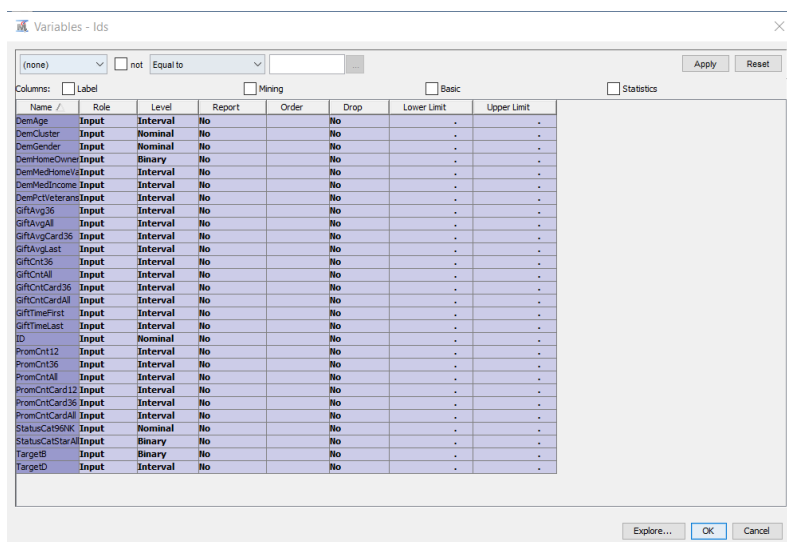 Variables - Ids
(none) not Equal to ... Apply Reset
Columns: Label Mining Basic Statistics
Name Role Level Report Order Drop Lower Limit Upper Limit
DemAge Input Interval No No . .
DemCluster Input Nominal No No . .
DemGender Input Nominal No No . .
DemHomeOwner Input Binary No No . .
DemMedHomeVa Input Interval No No . .
DemMedIncome Input Interval No No . .
DemPctVeterans Input Interval No No . .
GiftAvg36 Input Interval No No . .
GiftAvgAll Input Interval No No . .
GiftAvgCard36 Input Interval No No . .
GiftAvgLast Input Interval No No . .
GiftCnt36 Input Interval No No . .
GiftCntAll Input Interval No No . .
GiftCntCard36 Input Interval No No . .
GiftCntCardAll Input Interval No No . .
GiftTimeFirst Input Interval No No . .
GiftTimeLast Input Interval No No . .
ID Input Nominal No No . .
PromCnt12 Input Interval No No . .
PromCnt36 Input Interval No No . .
PromCntAll Input Interval No No . .
PromCntCard12 Input Interval No No . .
PromCntCard36 Input Interval No No . .
PromCntCardAll Input Interval No No . .
StatusCat96NK Input Nominal No No . .
StatusCatStarAll Input Binary No No . .
TargetB Input Binary No No . .
TargetD Input Interval No No . .
Explore... OK Cancel